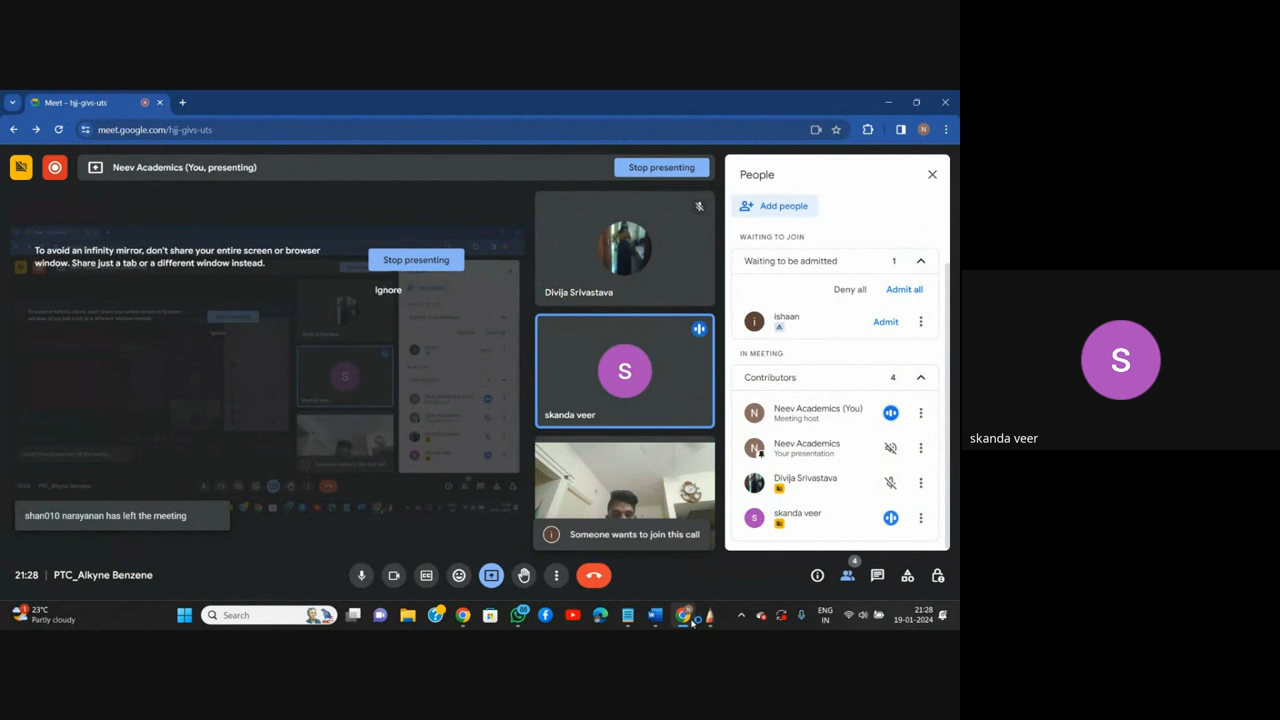 Meet – hjj-givs-uts
meet.google.com/hjj-givs-uts
N
Neev Academics (You, presenting)
Stop presenting
People
Add people
To avoid an infinity mirror, don't share your entire screen or browser
window. Share just a tab or a different window instead.
Stop presenting
Ignore
Divija Srivastava
S
skanda veer
WAITING TO JOIN
Waiting to be admitted 1
Deny all Admit all
i ishaan Admit
IN MEETING
Contributors 4
N Neev Academics (You)
Meeting host
N Neev Academics
Your presentation
Divija Srivastava
S skanda veer
shan010 narayanan has left the meeting
i Someone wants to join this call
21:28 PTC_Alkyne Benzene
4
23°C
Partly cloudy
Search
88
ENG
IN
21:28
19-01-2024
S
skanda veer